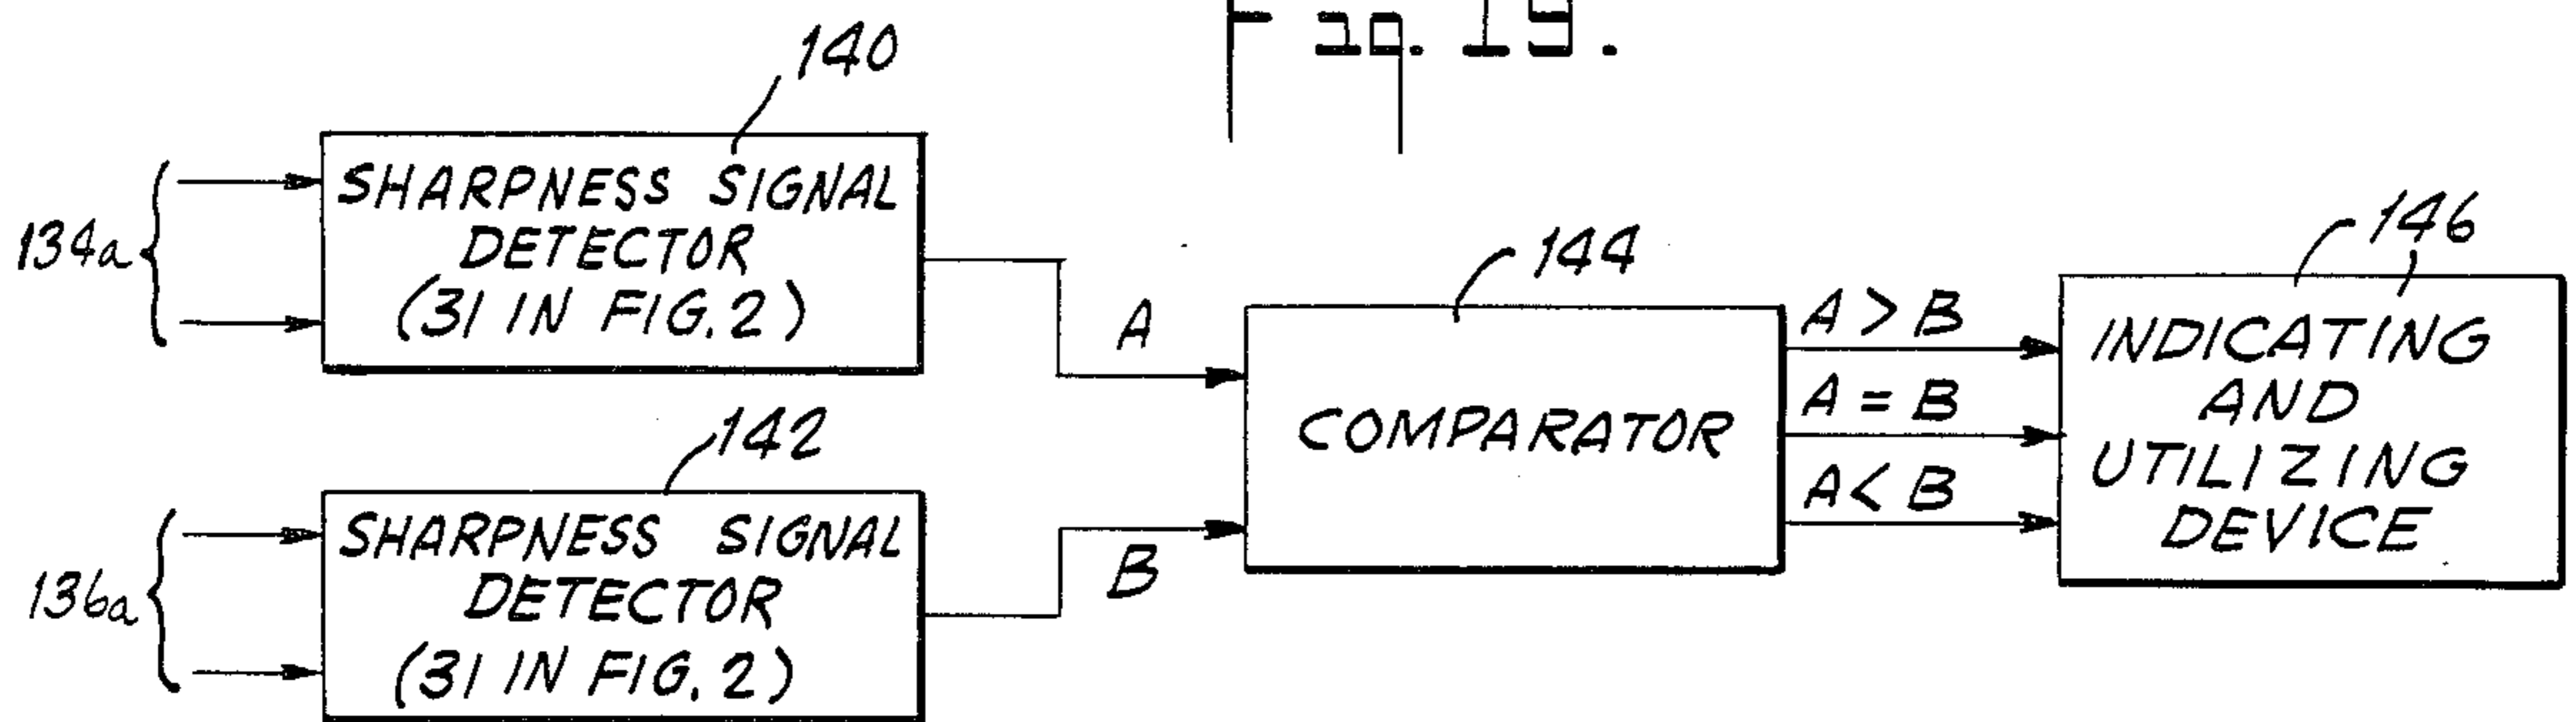 Fig. 15.
140
SHARPNESS SIGNAL
DETECTOR
(31 IN FIG. 2)
134a
A
142
SHARPNESS SIGNAL
DETECTOR
(31 IN FIG. 2)
136a
B
144
COMPARATOR
A > B
A = B
A < B
146
INDICATING
AND
UTILIZING
DEVICE